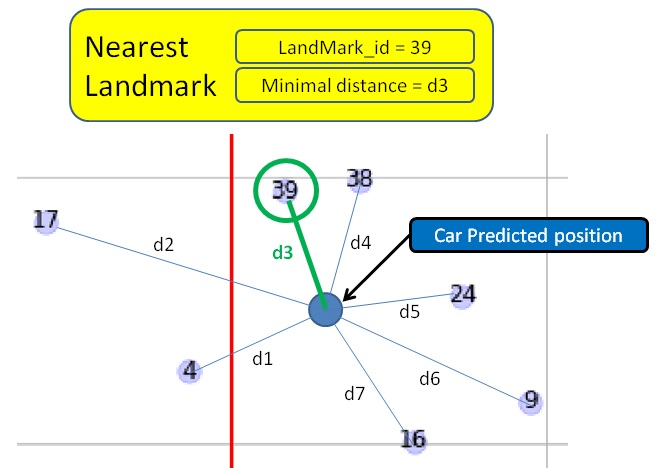 Nearest
Landmark
LandMark_id = 39
Minimal distance = d3
39
38
17
d2
d3
d4
Car Predicted position
24
d5
d1
4
d6
d7
9
16